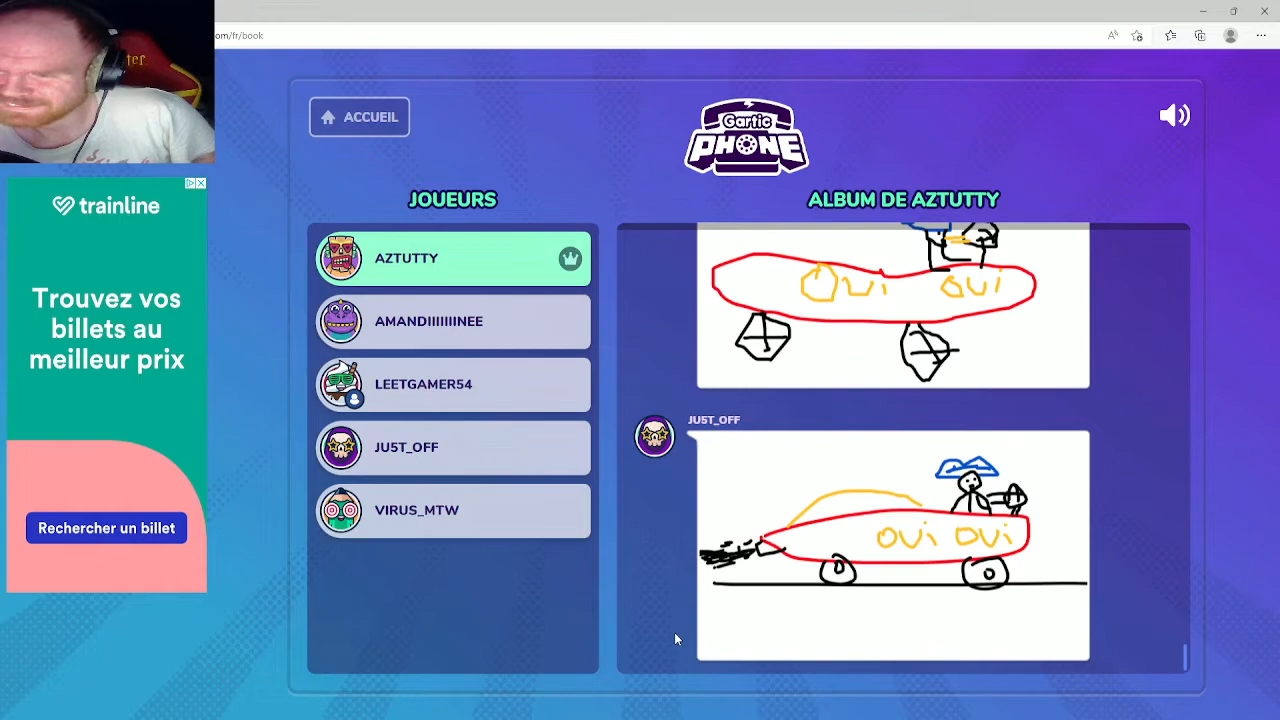 om/fr/book
ter.
ACCUEIL
Gartic
PHONE
trainline
Trouvez vos
billets au
meilleur prix
Rechercher un billet
JOUEURS
AZTUTTY
AMANDIIIIIIINEE
LEETGAMER54
JU5T_OFF
VIRUS_MTW
ALBUM DE AZTUTTY
OUi OUi
JU5T_OFF
OUi OUi